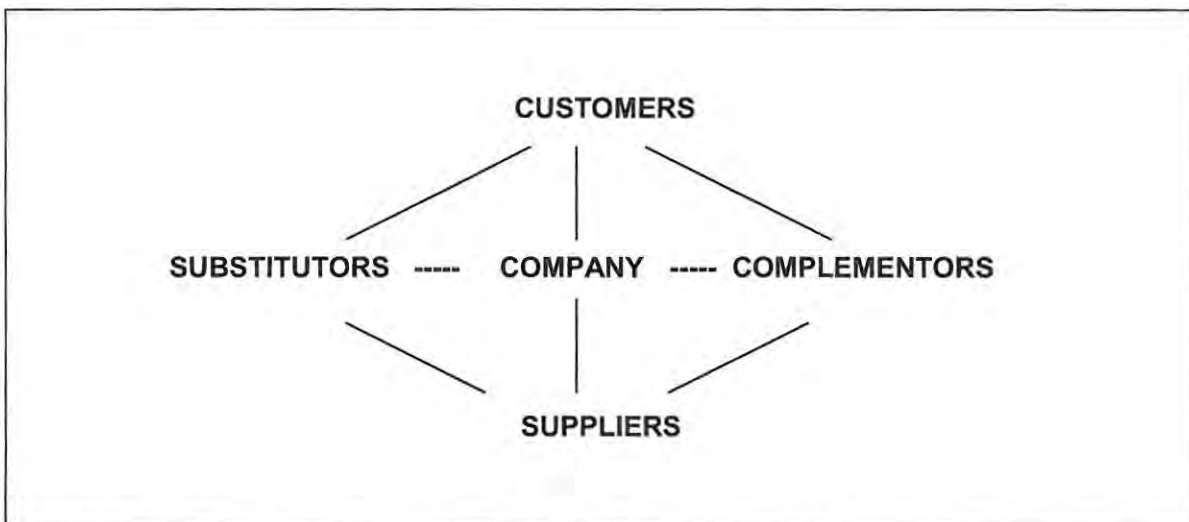 CUSTOMERS
SUBSTITUTORS ----- COMPANY ----- COMPLEMENTORS
SUPPLIERS